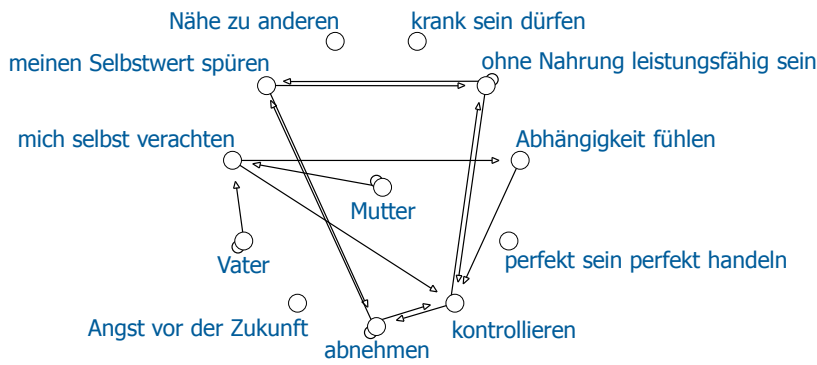 Nähe zu anderen
krank sein dürfen
meinen Selbstwert spüren
ohne Nahrung leistungsfähig sein
mich selbst verachten
Abhängigkeit fühlen
Mutter
Vater
perfekt sein perfekt handeln
Angst vor der Zukunft
kontrollieren
abnehmen